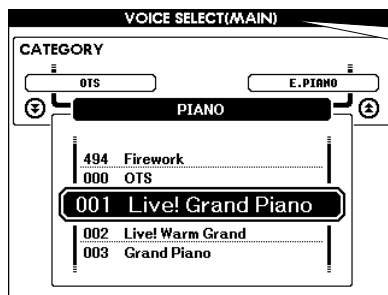 VOICE SELECT(MAIN)
CATEGORY
OTS E.PIANO
PIANO
494 Firework
000 OTS
001 Live! Grand Piano
002 Live! Warm Grand
003 Grand Piano